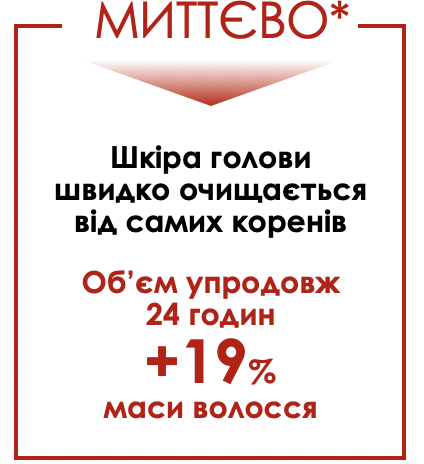 МИТТЄВО*
Шкіра голови
швидко очищається
від самих коренів
Об’єм упродовж
24 годин
+19%
маси волосся